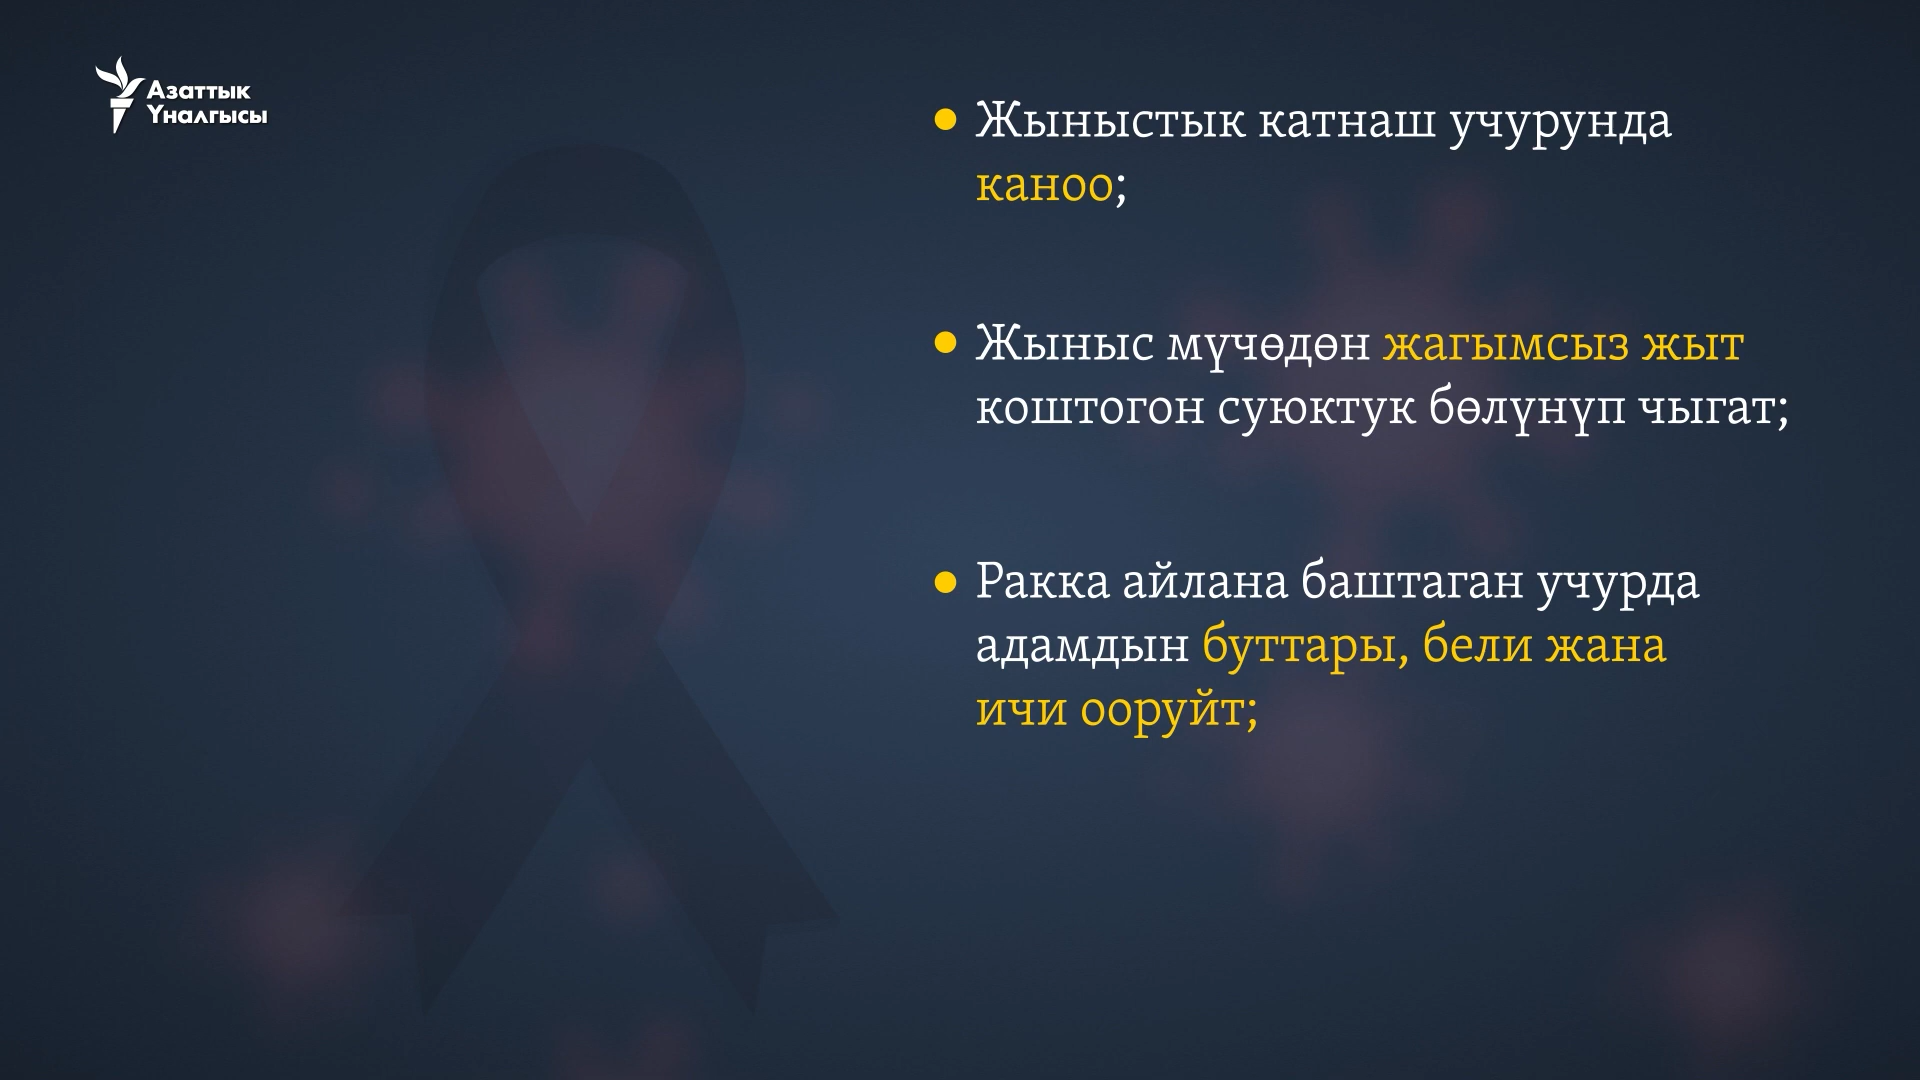 Азаттык
Үналгысы
• Жыныстык катнаш учурунда
каноо;
• Жыныс мүчөдөн жагымсыз жыт
коштогон суюктук бөлүнүп чыгат;
• Ракка айлана баштаган учурда
адамдын буттары, бели жана
ичи ооруйт;